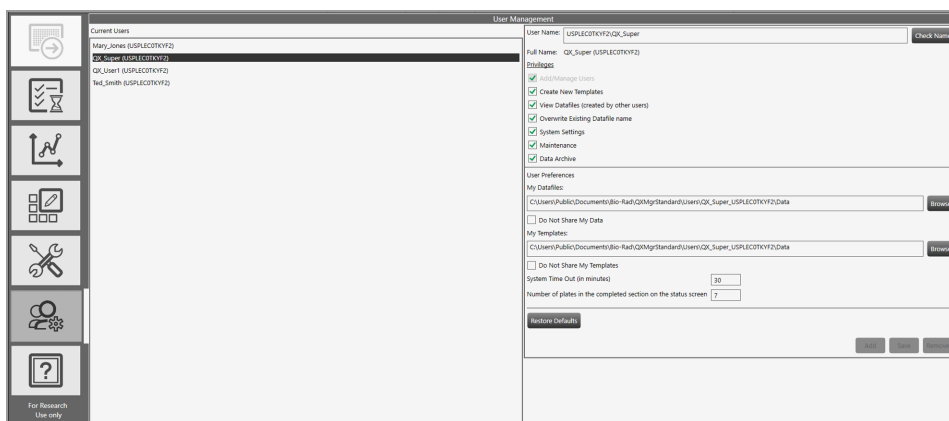 User Management
Current Users
Mary_Jones (USPLEC0TKYF2)
QX_Super (USPLEC0TKYF2)
QX_User1 (USPLEC0TKYF2)
Ted_Smith (USPLEC0TKYF2)
User Name: USPLEC0TKYF2\QX_Super
Check Name
Full Name: QX_Super (USPLEC0TKYF2)
Privileges
Add/Manage Users
Create New Templates
View Datafiles (created by other users)
Overwrite Existing Datafile name
System Settings
Maintenance
Data Archive
User Preferences
My Datafiles:
C:\Users\Public\Documents\Bio-Rad\QXMgrStandard\Users\QX_Super_USPLEC0TKYF2\Data
Browse
Do Not Share My Data
My Templates:
C:\Users\Public\Documents\Bio-Rad\QXMgrStandard\Users\QX_Super_USPLEC0TKYF2\Data
Browse
Do Not Share My Templates
System Time Out (in minutes) 30
Number of plates in the completed section on the status screen 7
Restore Defaults
Add Save Remove
?
For Research
Use only